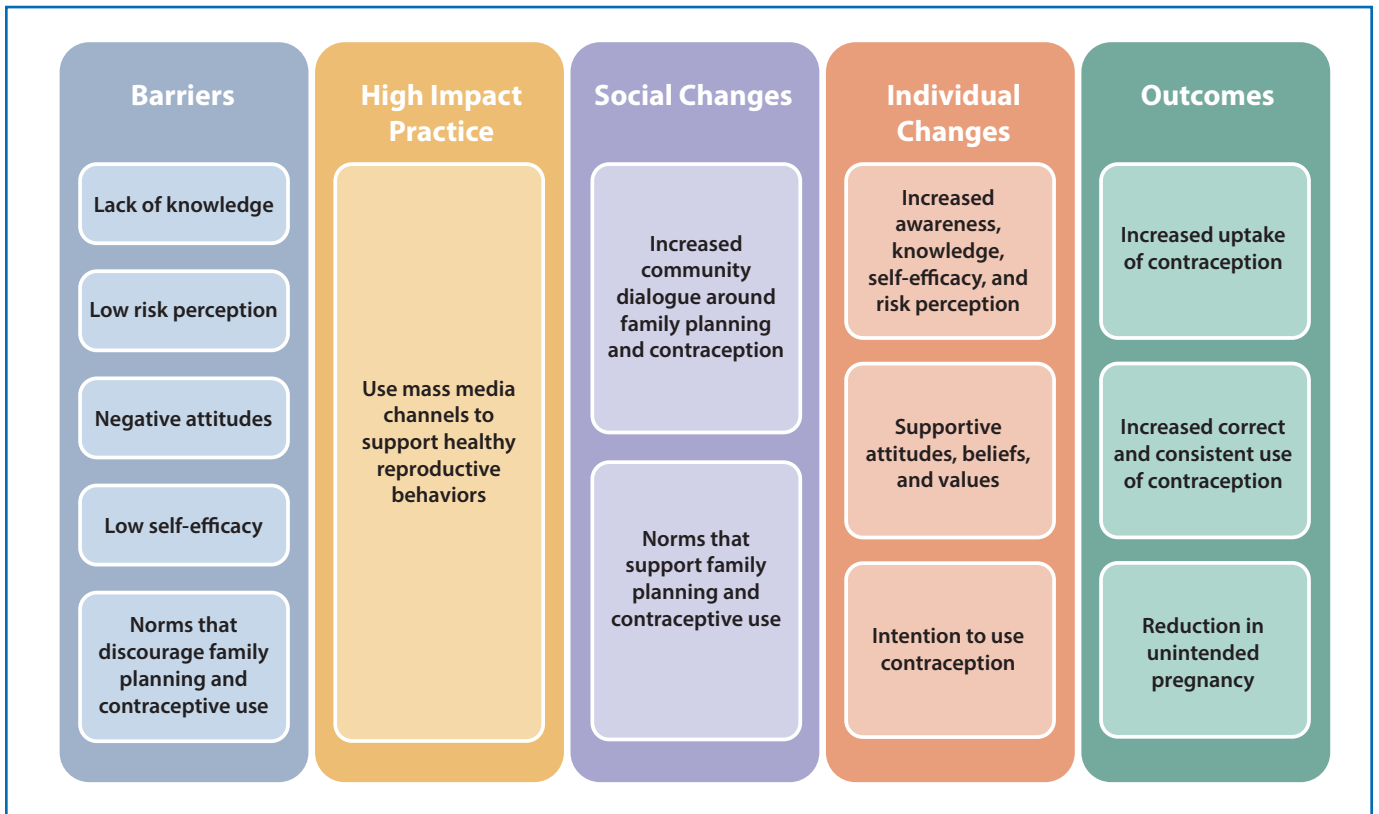 Barriers
Lack of knowledge
Low risk perception
Negative attitudes
Low self-efficacy
Norms that
discourage family
planning and
contraceptive use
High Impact
Practice
Use mass media
channels to
support healthy
reproductive
behaviors
Social Changes
Increased
community
dialogue around
family planning
and contraception
Norms that
support family
planning and
contraceptive use
Individual
Changes
Increased
awareness,
knowledge,
self-efficacy, and
risk perception
Supportive
attitudes, beliefs,
and values
Intention to use
contraception
Outcomes
Increased uptake
of contraception
Increased correct
and consistent use
of contraception
Reduction in
unintended
pregnancy